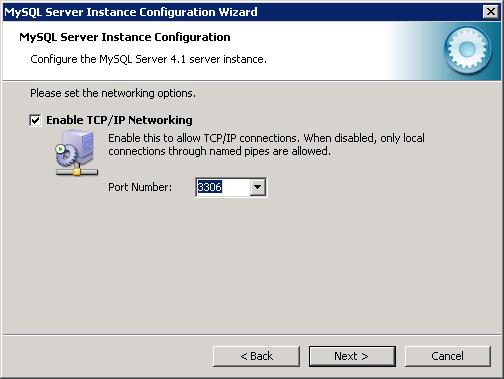 MySQL Server Instance Configuration Wizard
MySQL Server Instance Configuration
Configure the MySQL Server 4.1 server instance.
Please set the networking options.
Enable TCP/IP Networking
Enable this to allow TCP/IP connections. When disabled, only local
connections through named pipes are allowed.
Port Number: 3306
< Back Next > Cancel